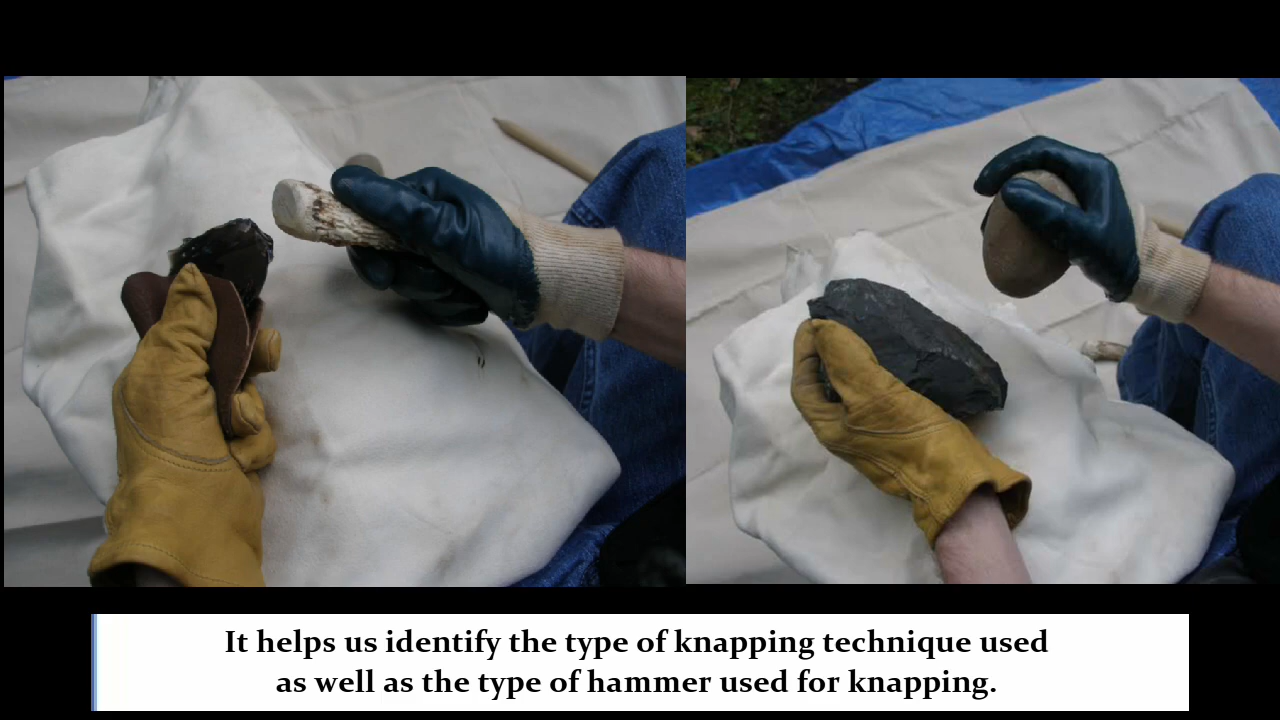 It helps us identify the type of knapping technique used
as well as the type of hammer used for knapping.